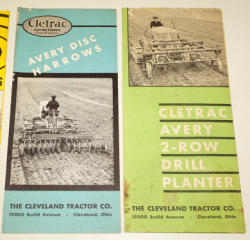 Cletrac
AVERY DISC
HARROWS
THE CLEVELAND TRACTOR CO.
19300 Euclid Avenue - Cleveland, Ohio
CLETRAC
AVERY
2-ROW
DRILL
PLANTER
THE CLEVELAND TRACTOR CO.
19300 Euclid Avenue - Cleveland, Ohio